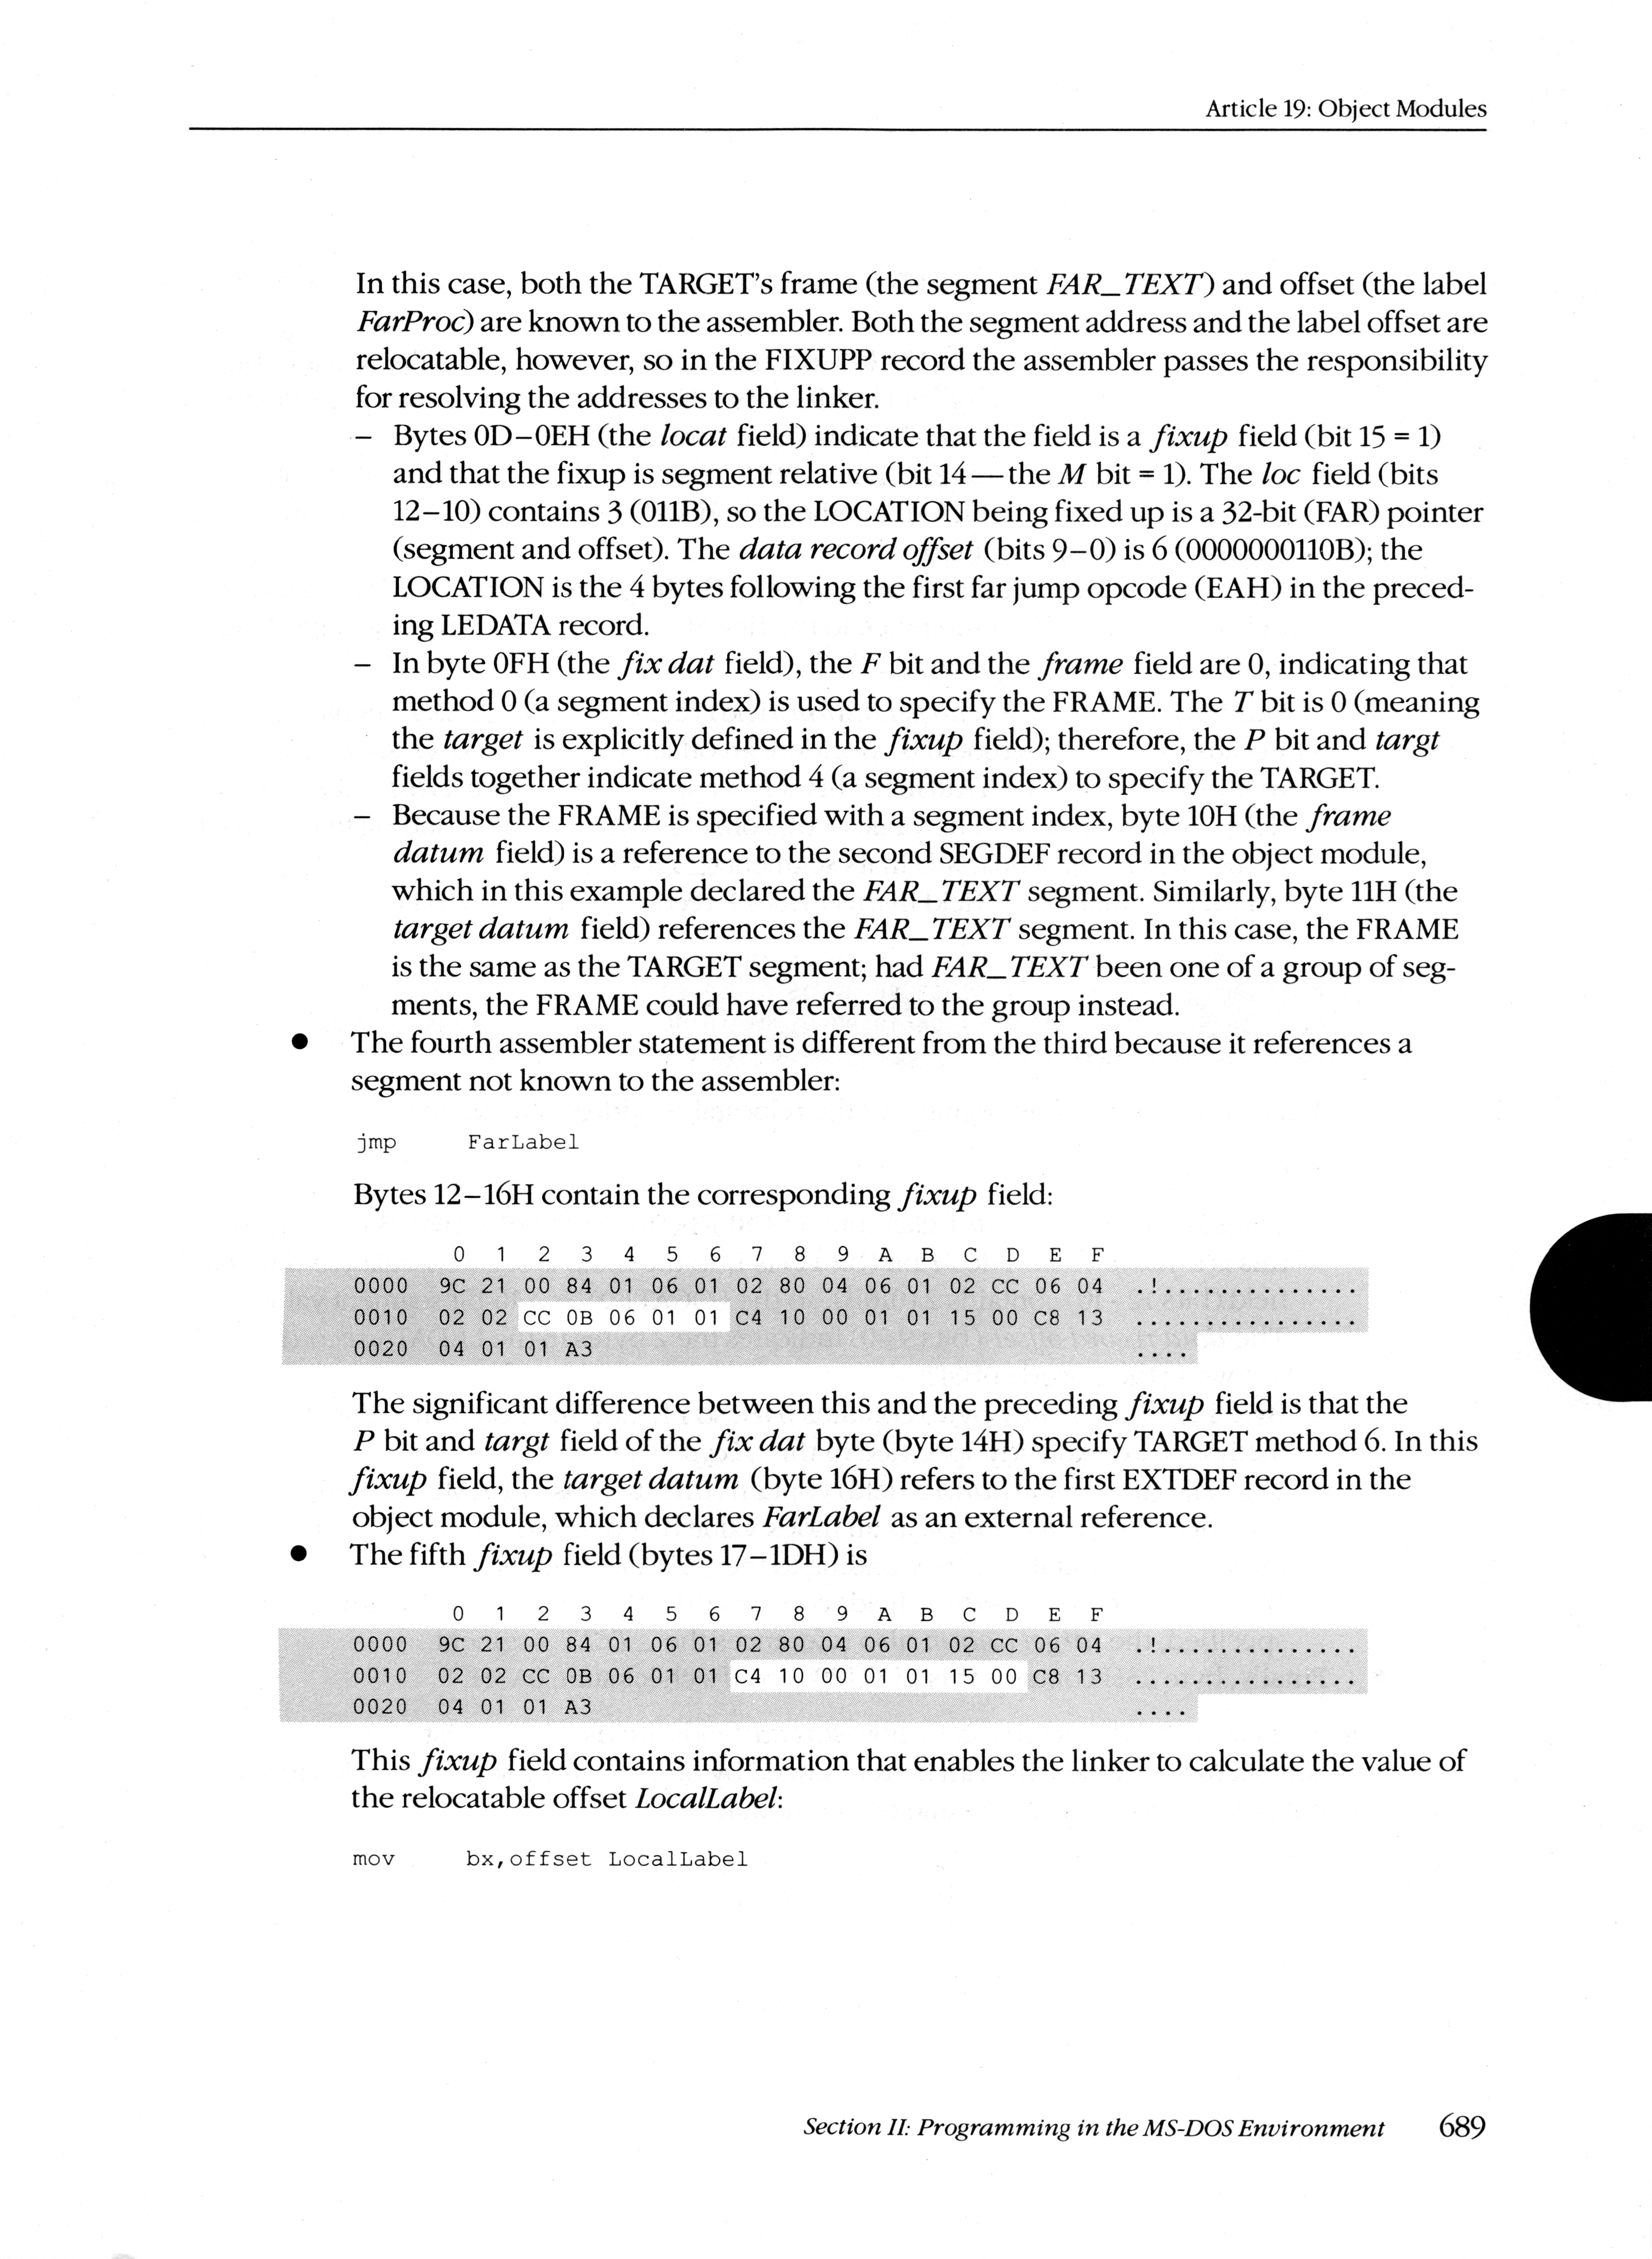 Article 19: Object Modules
In this case, both the TARGET's frame (the segment FAR_TEXT) and offset (the label
FarProc) are known to the assembler. Both the segment address and the label offset are
relocatable, however, so in the FIXUPP record the assembler passes the responsibility
for resolving the addresses to the linker.
– Bytes 0D–0EH (the locat field) indicate that the field is a fixup field (bit 15 = 1)
and that the fixup is segment relative (bit 14—the M bit = 1). The loc field (bits
12–10) contains 3 (011B), so the LOCATION being fixed up is a 32-bit (FAR) pointer
(segment and offset). The data record offset (bits 9–0) is 6 (0000000110B); the
LOCATION is the 4 bytes following the first far jump opcode (EAH) in the preced-
ing LEDATA record.
– In byte 0FH (the fix dat field), the F bit and the frame field are 0, indicating that
method 0 (a segment index) is used to specify the FRAME. The T bit is 0 (meaning
the target is explicitly defined in the fixup field); therefore, the P bit and targt
fields together indicate method 4 (a segment index) to specify the TARGET.
– Because the FRAME is specified with a segment index, byte 10H (the frame
datum field) is a reference to the second SEGDEF record in the object module,
which in this example declared the FAR_TEXT segment. Similarly, byte 11H (the
target datum field) references the FAR_TEXT segment. In this case, the FRAME
is the same as the TARGET segment; had FAR_TEXT been one of a group of seg-
ments, the FRAME could have referred to the group instead.
● The fourth assembler statement is different from the third because it references a
segment not known to the assembler:
jmp FarLabel
Bytes 12–16H contain the corresponding fixup field:
0 1 2 3 4 5 6 7 8 9 A B C D E F
0000 9C 21 00 84 01 06 01 02 80 04 06 01 02 CC 06 04 .!..............
0010 02 02 CC 0B 06 01 01 C4 10 00 01 01 15 00 C8 13 ................
0020 04 01 01 A3 ....
The significant difference between this and the preceding fixup field is that the
P bit and targt field of the fix dat byte (byte 14H) specify TARGET method 6. In this
fixup field, the target datum (byte 16H) refers to the first EXTDEF record in the
object module, which declares FarLabel as an external reference.
● The fifth fixup field (bytes 17–1DH) is
0 1 2 3 4 5 6 7 8 9 A B C D E F
0000 9C 21 00 84 01 06 01 02 80 04 06 01 02 CC 06 04 .!..............
0010 02 02 CC 0B 06 01 01 C4 10 00 01 01 15 00 C8 13 ................
0020 04 01 01 A3 ....
This fixup field contains information that enables the linker to calculate the value of
the relocatable offset LocalLabel:
mov bx,offset LocalLabel
Section II: Programming in the MS-DOS Environment 689